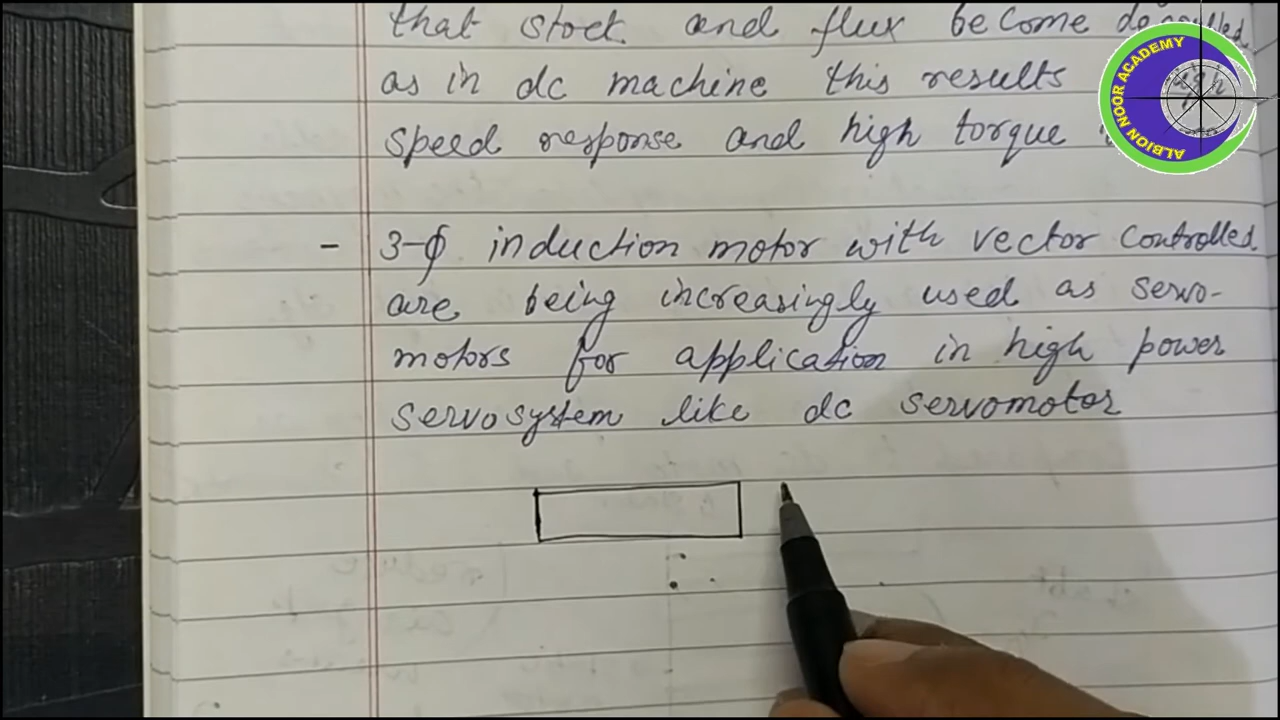 that stoct and flux become
as in dc machine this results
speed response and high torque
- 3-ϕ induction motor with vector controlled
are being increasingly used as servo-
motors for application in high power
servosystem like dc servomotor
ALBION NOOR ACADEMY